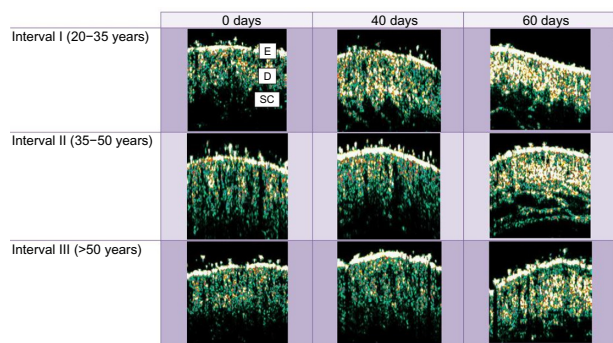 0 days 40 days 60 days
Interval I (20−35 years)
E
D
SC
Interval II (35−50 years)
Interval III (>50 years)